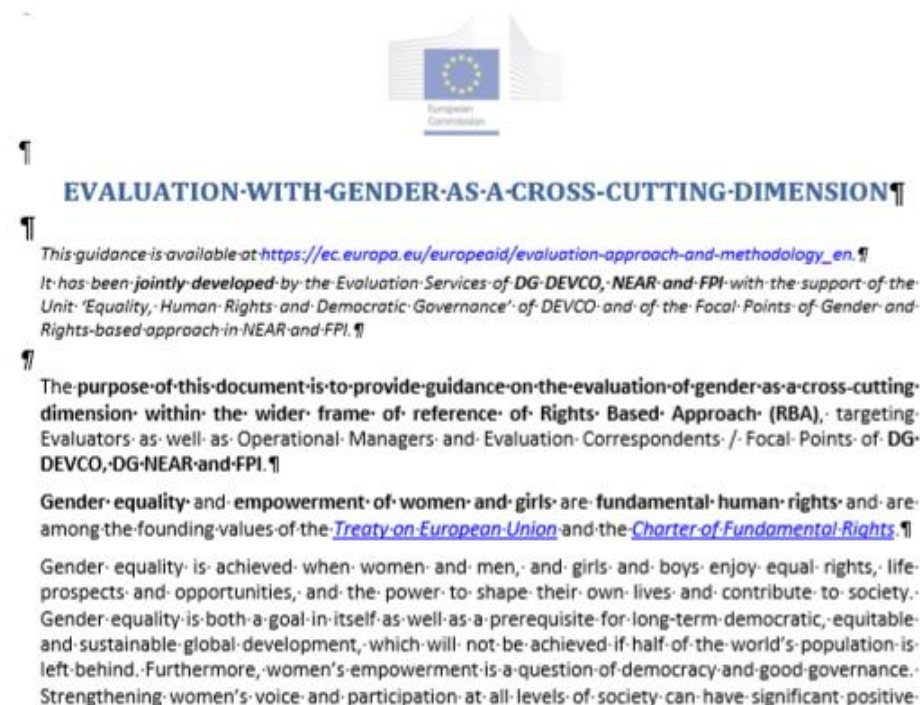 European
Commission
¶
EVALUATION·WITH·GENDER·AS·A·CROSS-CUTTING·DIMENSION¶
¶
This·guidance·is·available·at·https://ec.europa.eu/europeaid/evaluation-approach-and-methodology_en.¶
It·has·been·jointly·developed·by·the·Evaluation·Services·of·DG·DEVCO,·NEAR·and·FPI·with·the·support·of·the·
Unit·'Equality,·Human·Rights·and·Democratic·Governance'·of·DEVCO·and·of·the·Focal·Points·of·Gender·and·
Rights-based·approach·in·NEAR·and·FPI.¶
¶
The·purpose·of·this·document·is·to·provide·guidance·on·the·evaluation·of·gender·as·a·cross-cutting·
dimension·within·the·wider·frame·of·reference·of·Rights·Based·Approach·(RBA),·targeting·
Evaluators·as·well·as·Operational·Managers·and·Evaluation·Correspondents·/·Focal·Points·of·DG·
DEVCO,·DG·NEAR·and·FPI.¶
Gender·equality·and·empowerment·of·women·and·girls·are·fundamental·human·rights·and·are·
among·the·founding·values·of·the·Treaty·on·European·Union·and·the·Charter·of·Fundamental·Rights.¶
Gender·equality·is·achieved·when·women·and·men,·and·girls·and·boys·enjoy·equal·rights,·life·
prospects·and·opportunities,·and·the·power·to·shape·their·own·lives·and·contribute·to·society.·
Gender·equality·is·both·a·goal·in·itself·as·well·as·a·prerequisite·for·long-term·democratic,·equitable·
and·sustainable·global·development,·which·will·not·be·achieved·if·half·of·the·world's·population·is·
left·behind.·Furthermore,·women's·empowerment·is·a·question·of·democracy·and·good·governance.·
Strengthening·women's·voice·and·participation·at·all·levels·of·society·can·have·significant·positive·